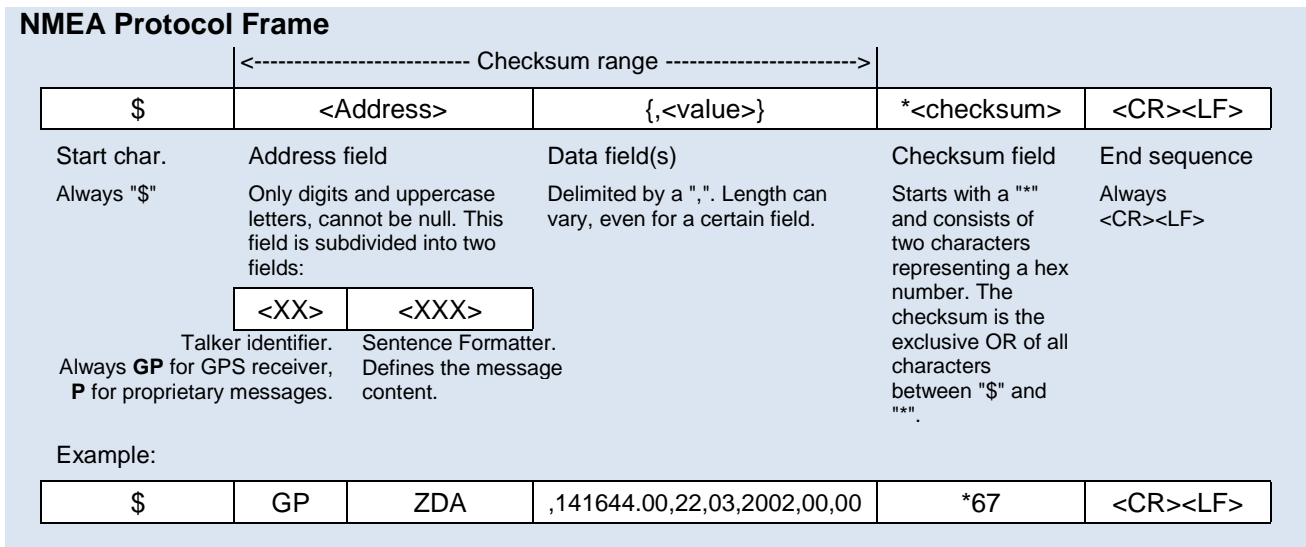 NMEA Protocol Frame
<--------------------------- Checksum range ------------------------>
$ <Address> {,<value>} *<checksum> <CR><LF>
Start char. Address field Data field(s) Checksum field End sequence
Always "$"
Only digits and uppercase
letters, cannot be null. This
field is subdivided into two
fields:
Delimited by a ",". Length can
vary, even for a certain field.
Starts with a "*"
and consists of
two characters
representing a hex
number. The
checksum is the
exclusive OR of all
characters
between "$" and
"*".
Always
<CR><LF>
<XX> <XXX>
Talker identifier.
Always GP for GPS receiver,
P for proprietary messages.
Sentence Formatter.
Defines the message
content.
Example:
$ GP ZDA ,141644.00,22,03,2002,00,00 *67 <CR><LF>